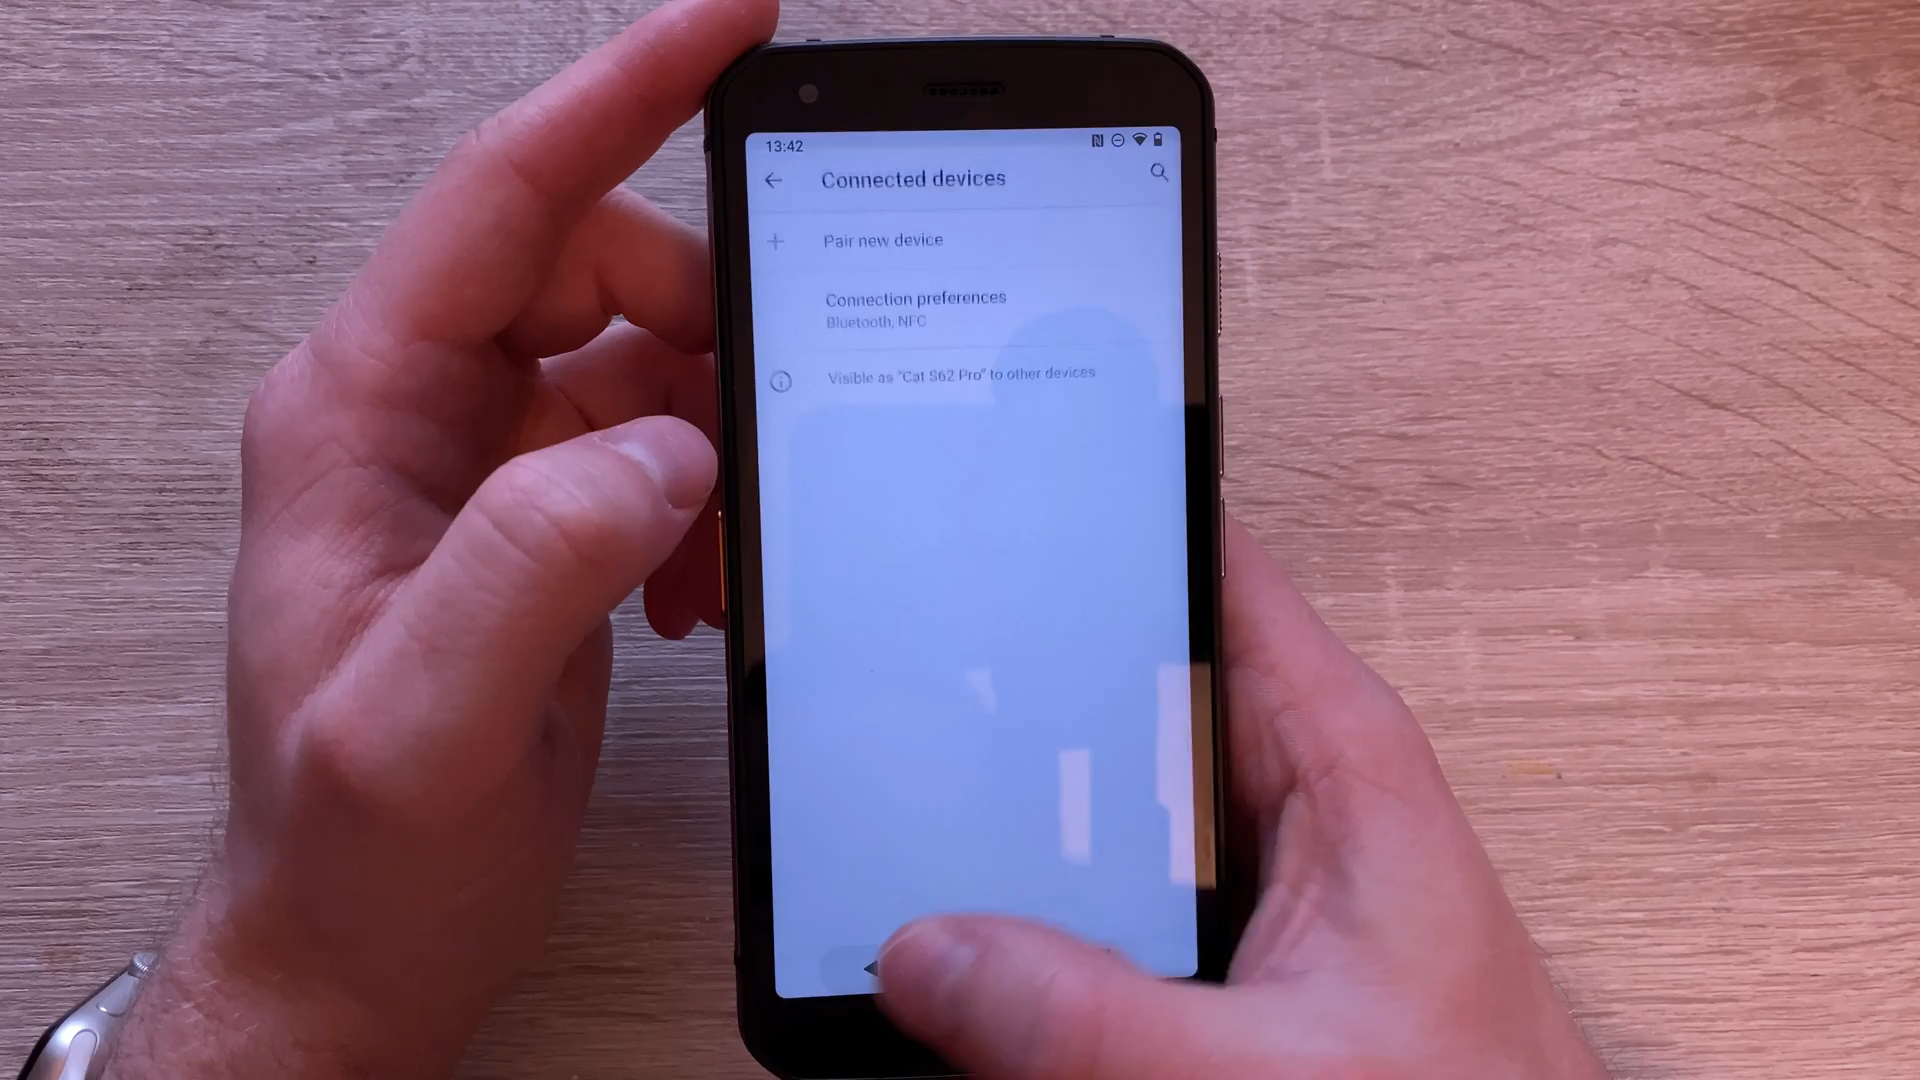 13:42
Connected devices
Pair new device
Connection preferences
Bluetooth, NFC
Visible as "Cat S62 Pro" to other devices